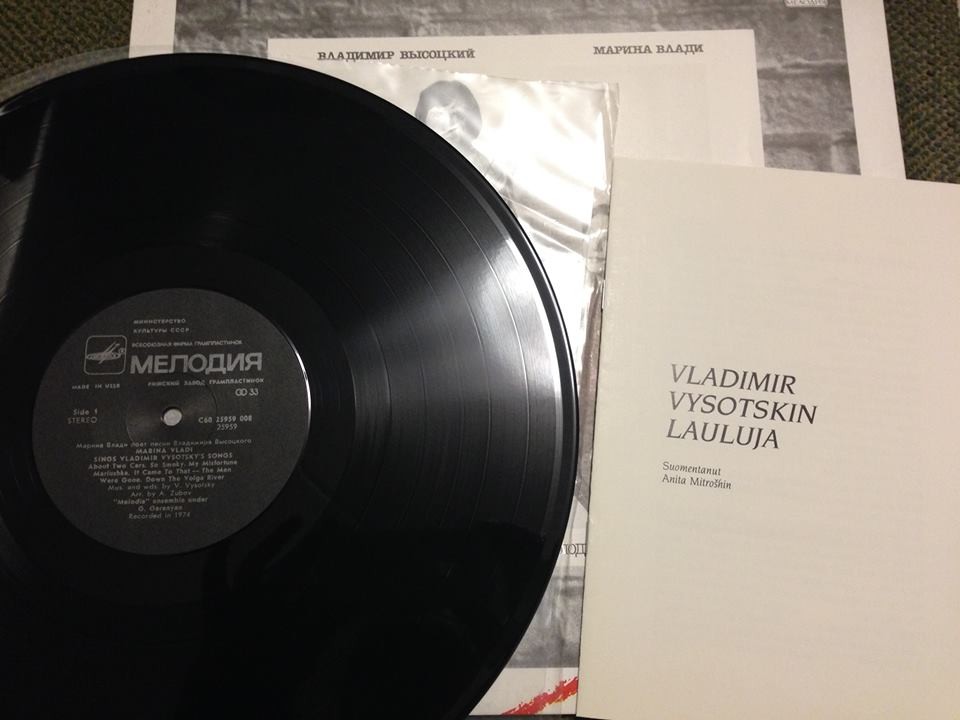 МЕЛОДИЯ
ВЛАДИМИР ВЫСОЦКИЙ
МАРИНА ВЛАДИ
МИНИСТЕРСТВО
КУЛЬТУРЫ СССР
ВСЕСОЮЗНАЯ ФИРМА ГРАМПЛАСТИНОК
МЕЛОДИЯ
MADE IN USSR
РИЖСКИЙ ЗАВОД ГРАМПЛАСТИНОК
33
Side 1
STEREO
С60 25959 008
25959
Марина Влади поет песни Владимира Высоцкого
MARINA VLADI
SINGS VLADIMIR VYSOTSKY'S SONGS
About Two Cars. So Smoky. My Misfortune
Mariushka. It Came To That — The Men
Were Gone. Down The Volga River
Mus. and wds. by V. Vysotsky
Arr. by A. Zubov
"Melodia" ensemble under
G. Garanyan
Recorded in 1974
VLADIMIR
VYSOTSKIN
LAULUJA
Suomentanut
Anita Mitrošhin